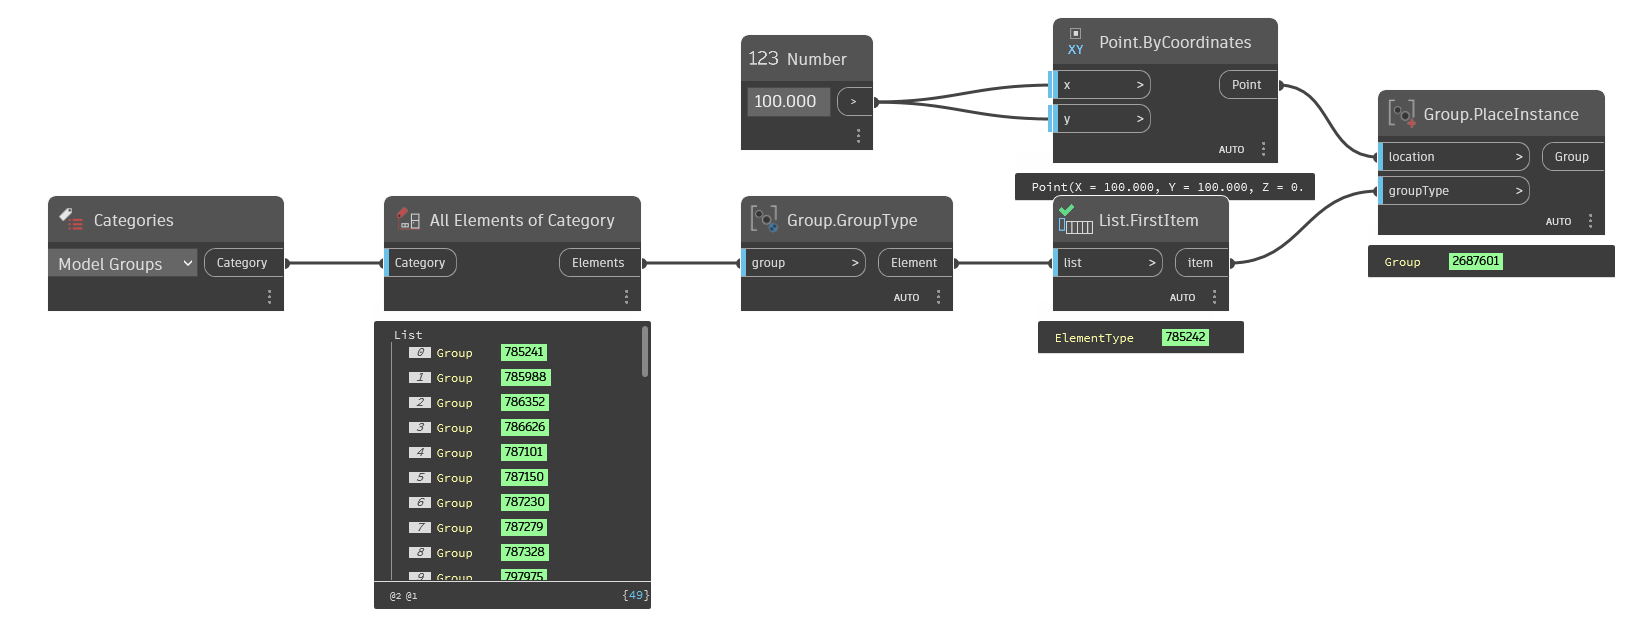 123 Number
100.000 >
XY Point.ByCoordinates
x >
y >
Point
AUTO
Point(X = 100.000, Y = 100.000, Z = 0.
Group.PlaceInstance
location >
groupType >
Group
AUTO
Group 2687601
Categories
Model Groups
Category
All Elements of Category
Category
Elements
List
0 Group 785241
1 Group 785988
2 Group 786352
3 Group 786626
4 Group 787101
5 Group 787150
6 Group 787230
7 Group 787279
8 Group 787328
9 Group 797975
@2 @1 {49}
Group.GroupType
group >
Element
AUTO
List.FirstItem
list >
item
AUTO
ElementType 785242